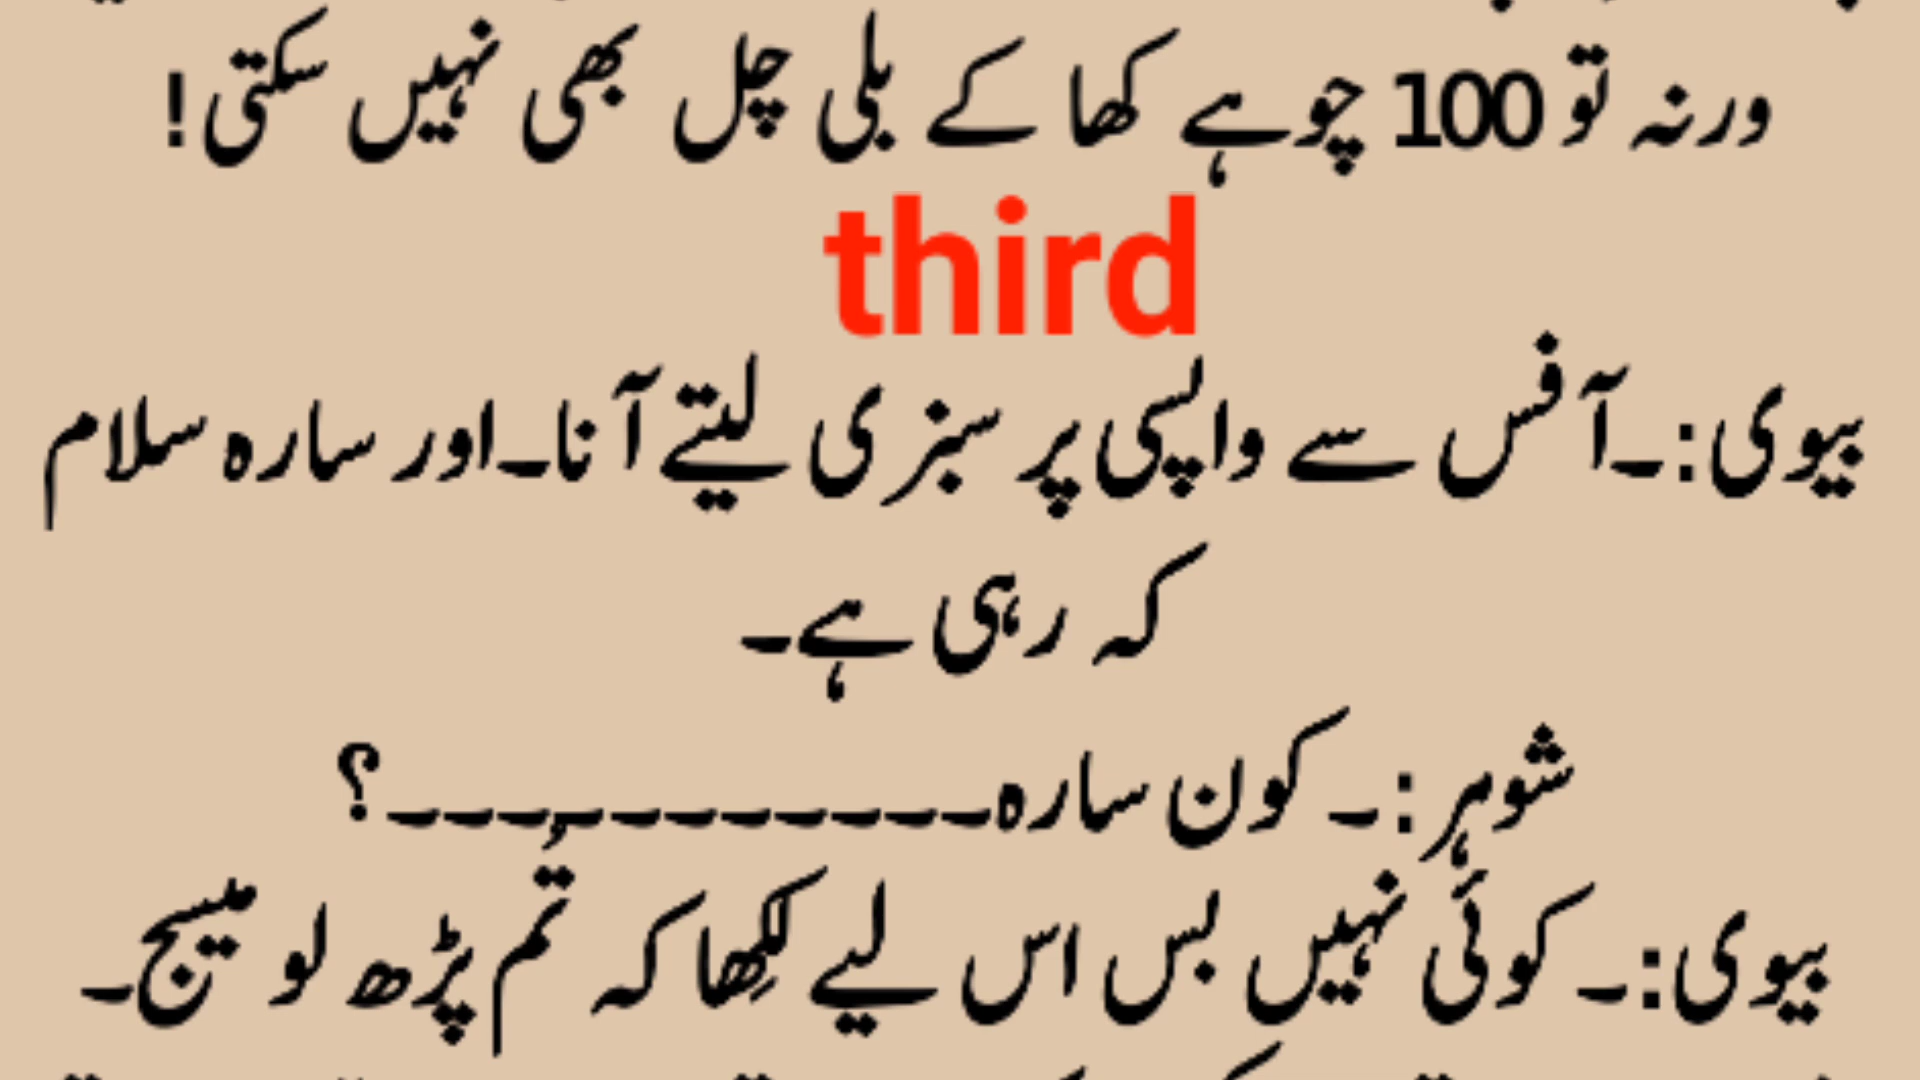 ورنہ تو 100 چوہے کھا کے بلی چل بھی نہیں سکتی!
third
بیوی:۔آفس سے واپسی پر سبزی لیتے آنا۔اور سارہ سلام
کہ رہی ہے۔
شوہر:۔کون سارہ۔۔۔۔۔۔۔۔۔۔۔؟
بیوی:۔کوئی نہیں بس اس لیے لکِھا کہ تُم پڑھ لو میسج۔